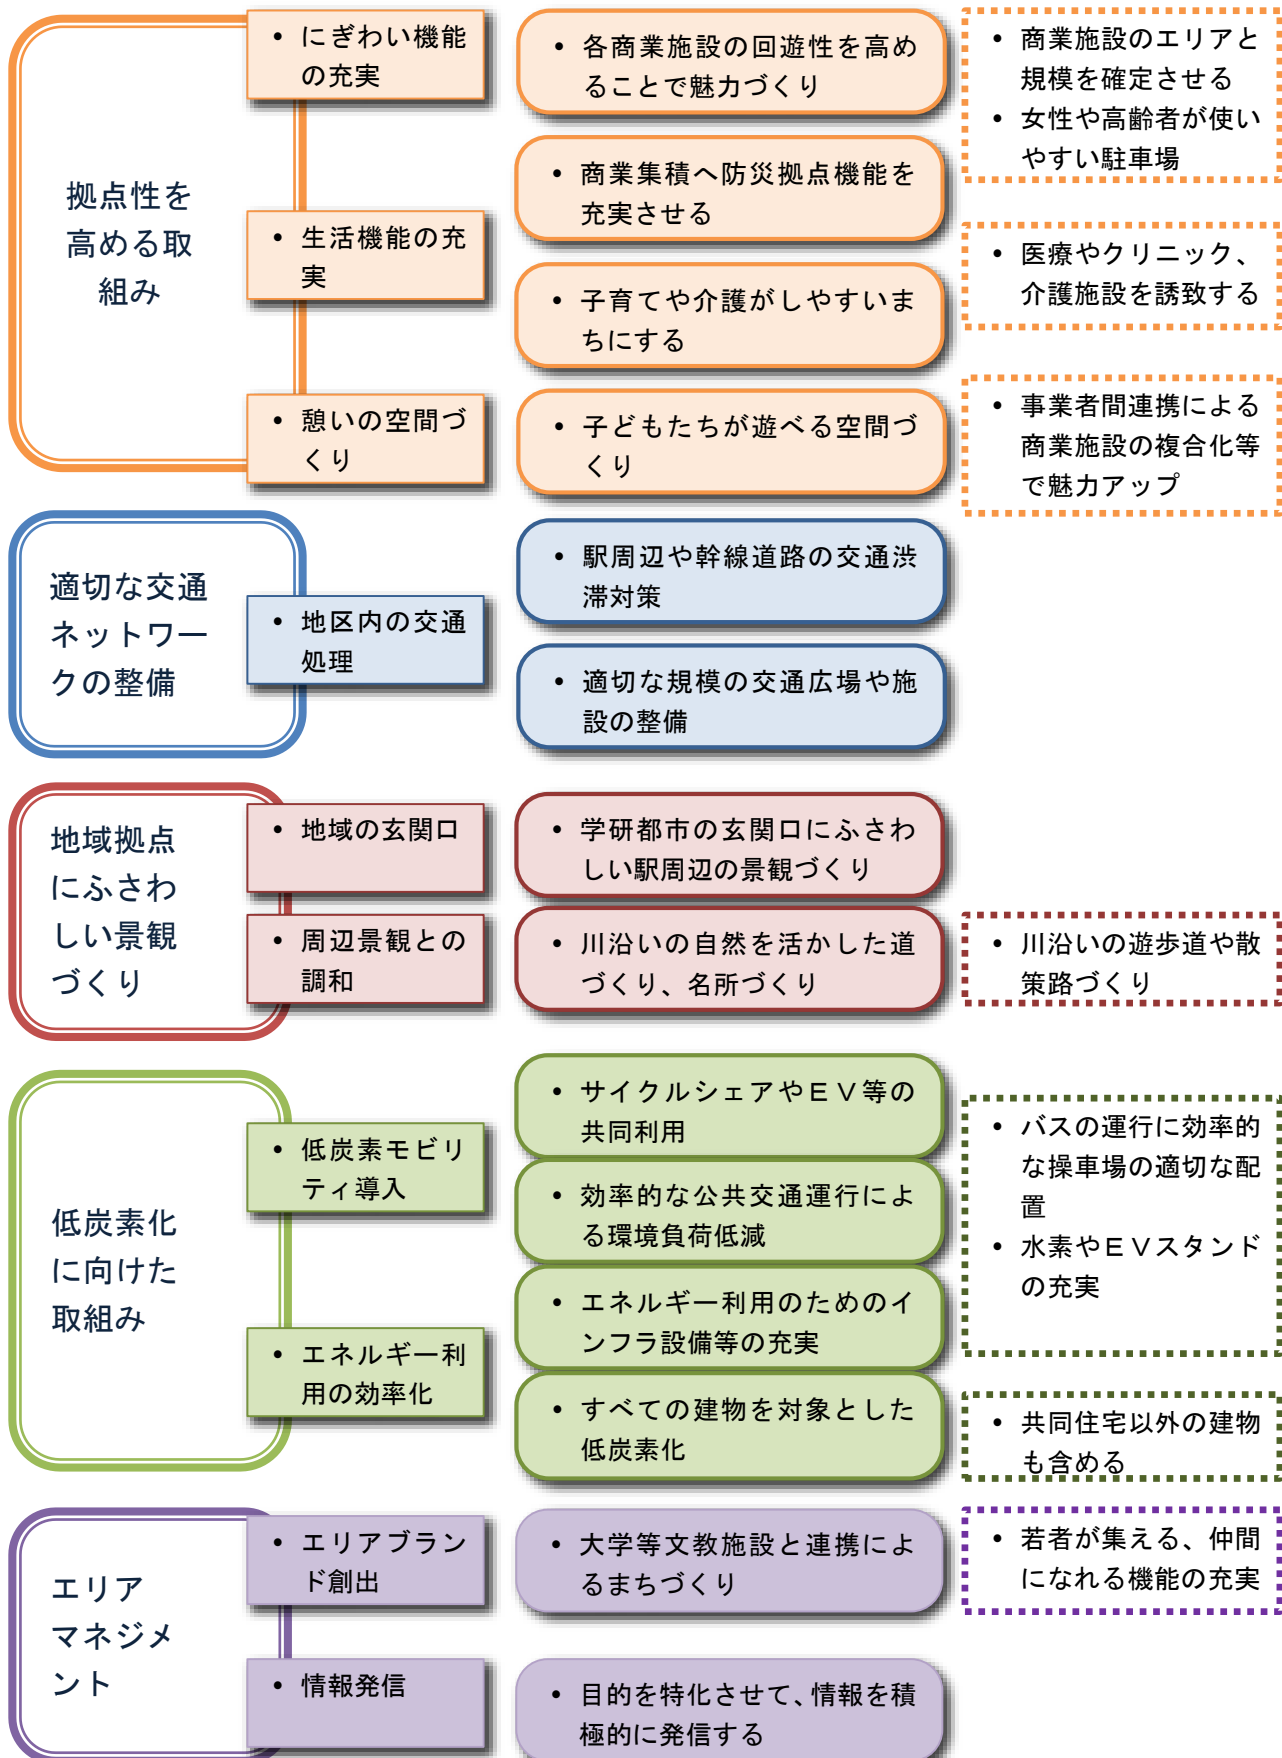 拠点性を
高める取
組み
• にぎわい機能
の充実
• 生活機能の充
実
• 憩いの空間づ
くり
• 各商業施設の回遊性を高め
ることで魅力づくり
• 商業集積へ防災拠点機能を
充実させる
• 子育てや介護がしやすいま
ちにする
• 子どもたちが遊べる空間づ
くり
• 商業施設のエリアと
規模を確定させる
• 女性や高齢者が使い
やすい駐車場
• 医療やクリニック、
介護施設を誘致する
• 事業者間連携による
商業施設の複合化等
で魅力アップ
適切な交通
ネットワー
クの整備
• 地区内の交通
処理
• 駅周辺や幹線道路の交通渋
滞対策
• 適切な規模の交通広場や施
設の整備
地域拠点
にふさわ
しい景観
づくり
• 地域の玄関口
• 周辺景観との
調和
• 学研都市の玄関口にふさわ
しい駅周辺の景観づくり
• 川沿いの自然を活かした道
づくり、名所づくり
• 川沿いの遊歩道や散
策路づくり
低炭素化
に向けた
取組み
• 低炭素モビリ
ティ導入
• エネルギー利
用の効率化
• サイクルシェアやＥＶ等の
共同利用
• 効率的な公共交通運行によ
る環境負荷低減
• エネルギー利用のためのイ
ンフラ設備等の充実
• すべての建物を対象とした
低炭素化
• バスの運行に効率的
な操車場の適切な配
置
• 水素やＥＶスタンド
の充実
• 共同住宅以外の建物
も含める
エリア
マネジメ
ント
• エリアブラン
ド創出
• 情報発信
• 大学等文教施設と連携によ
るまちづくり
• 目的を特化させて、情報を積
極的に発信する
• 若者が集える、仲間
になれる機能の充実